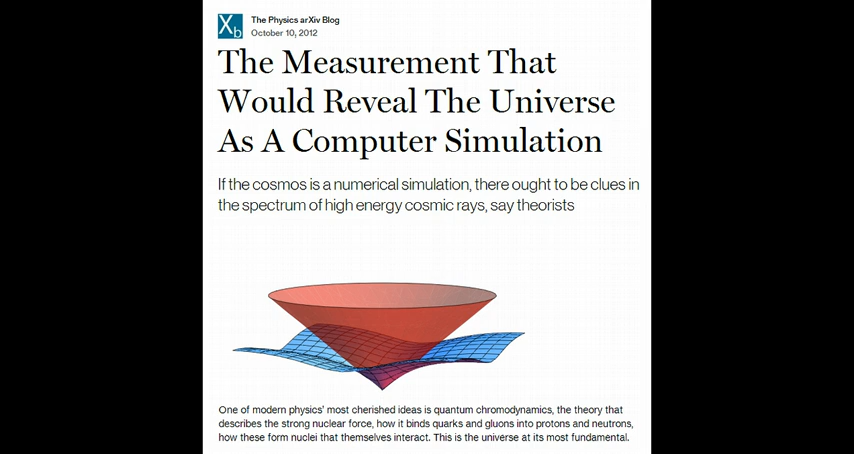 Xb
The Physics arXiv Blog
October 10, 2012
The Measurement That
Would Reveal The Universe
As A Computer Simulation
If the cosmos is a numerical simulation, there ought to be clues in
the spectrum of high energy cosmic rays, say theorists
One of modern physics' most cherished ideas is quantum chromodynamics, the theory that
describes the strong nuclear force, how it binds quarks and gluons into protons and neutrons,
how these form nuclei that themselves interact. This is the universe at its most fundamental.